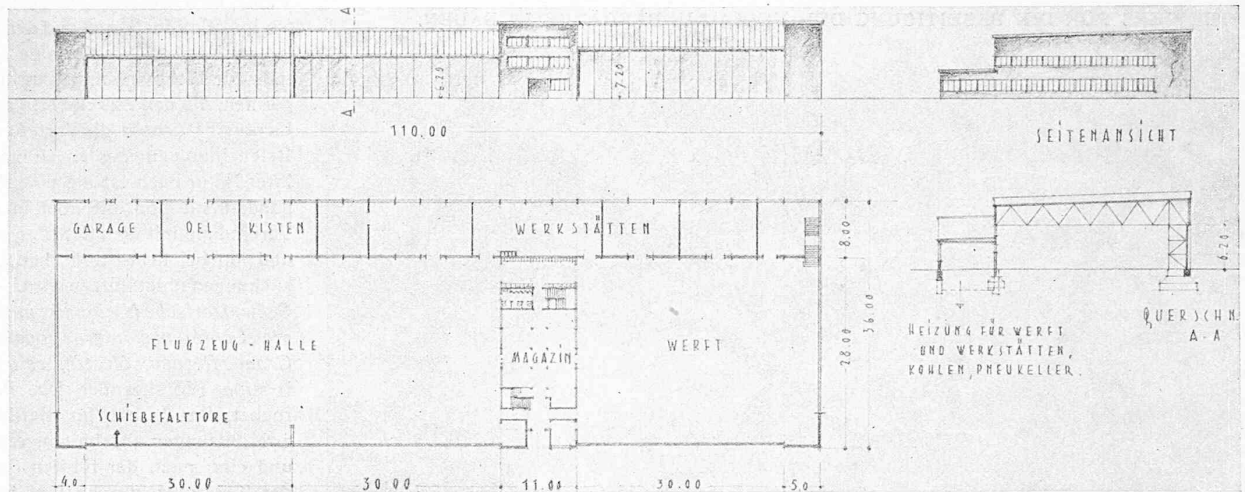 A
6.20
7.20
A
110.00
SEITENANSICHT
GARAGE OEL KISTEN WERKSTÄTTEN
8.00
36.00
6.20
FLUGZEUG-HALLE
MAGAZIN
WERFT
28.00
HEIZUNG FÜR WERFT
UND WERKSTÄTTEN,
KOHLEN, PNEUKELLER.
QUERSCHN.
A-A
SCHIEBEFALTTORE
4.0 30.00 30.00 11.00 30.00 5.0